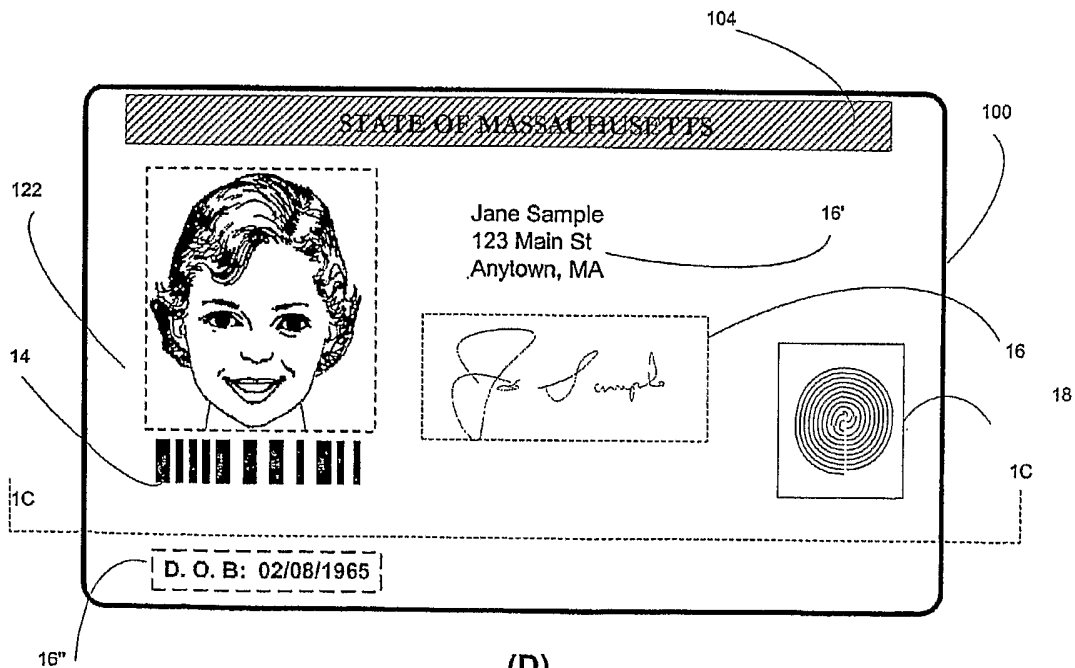 104
STATE OF MASSACHUSETTS
100
122
Jane Sample
123 Main St
Anytown, MA
16'
14
16
Sample
18
1C
1C
D. O. B: 02/08/1965
16"
(D)